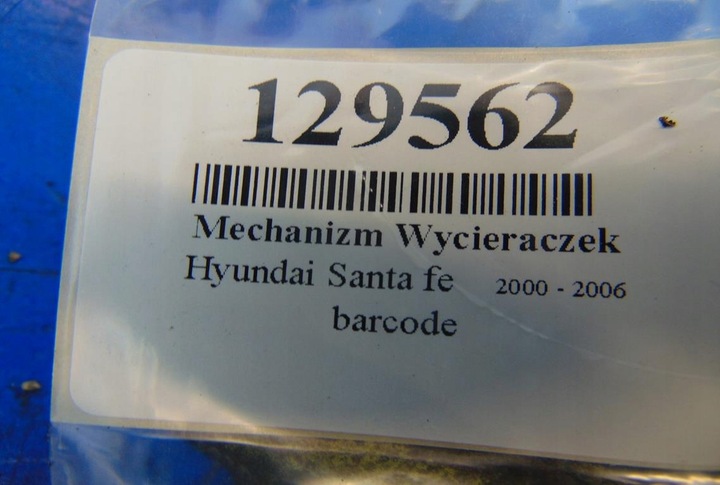 129562
Mechanizm Wycieraczek
Hyundai Santa fe 2000 - 2006
barcode